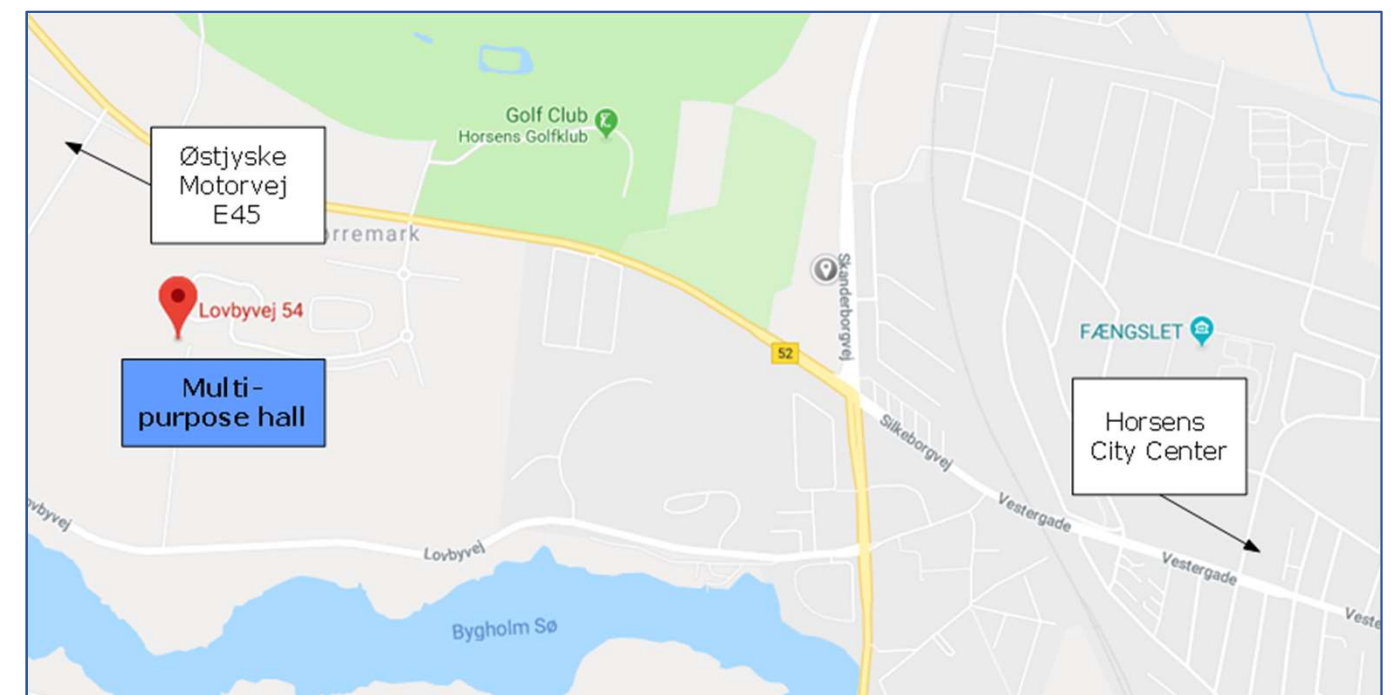 Golf Club
Horsens Golfklub
Østjyske
Motorvej
E45
rremark
Skanderborgvej
Lovbyvej 54
FÆNGSLET
52
Multi-
purpose hall
Horsens
City Center
Silkeborgvej
Vestergade
ovbyvej
Lovbyvej
Vestergade
Veste
Bygholm Sø